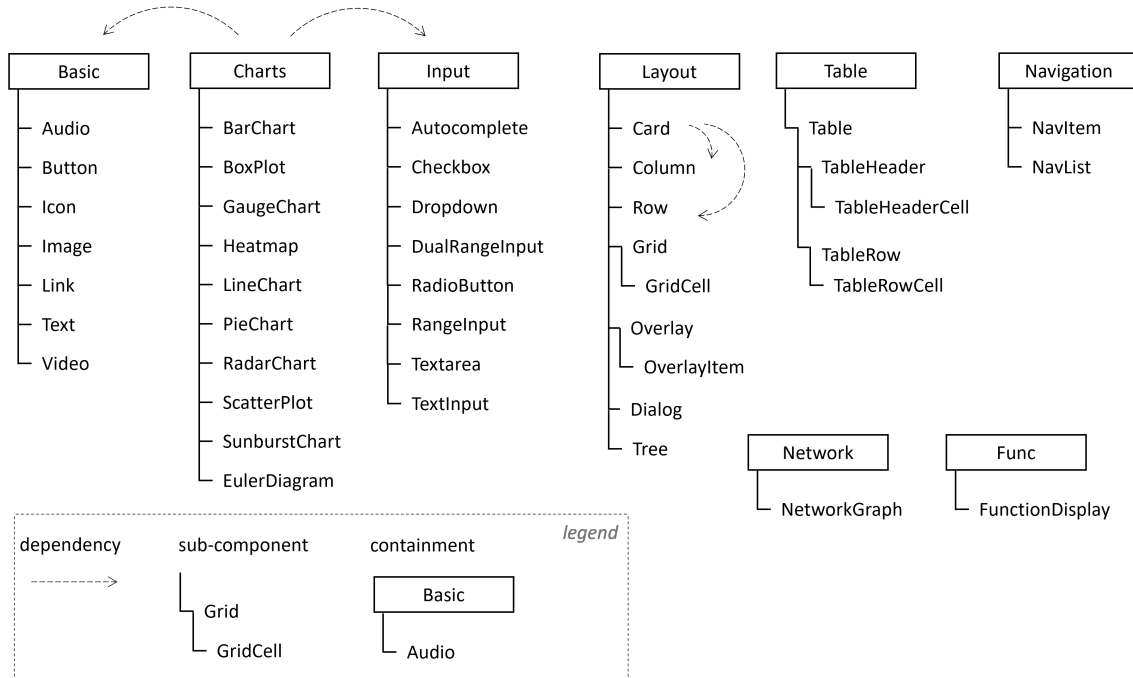 Basic
Audio
Button
Icon
Image
Link
Text
Video
Charts
BarChart
BoxPlot
GaugeChart
Heatmap
LineChart
PieChart
RadarChart
ScatterPlot
SunburstChart
EulerDiagram
Input
Autocomplete
Checkbox
Dropdown
DualRangeInput
RadioButton
RangeInput
Textarea
TextInput
Layout
Card
Column
Row
Grid
GridCell
Overlay
OverlayItem
Dialog
Tree
Table
Table
TableHeader
TableHeaderCell
TableRow
TableRowCell
Navigation
NavItem
NavList
Network
NetworkGraph
Func
FunctionDisplay
legend
dependency
sub-component
Grid
GridCell
containment
Basic
Audio